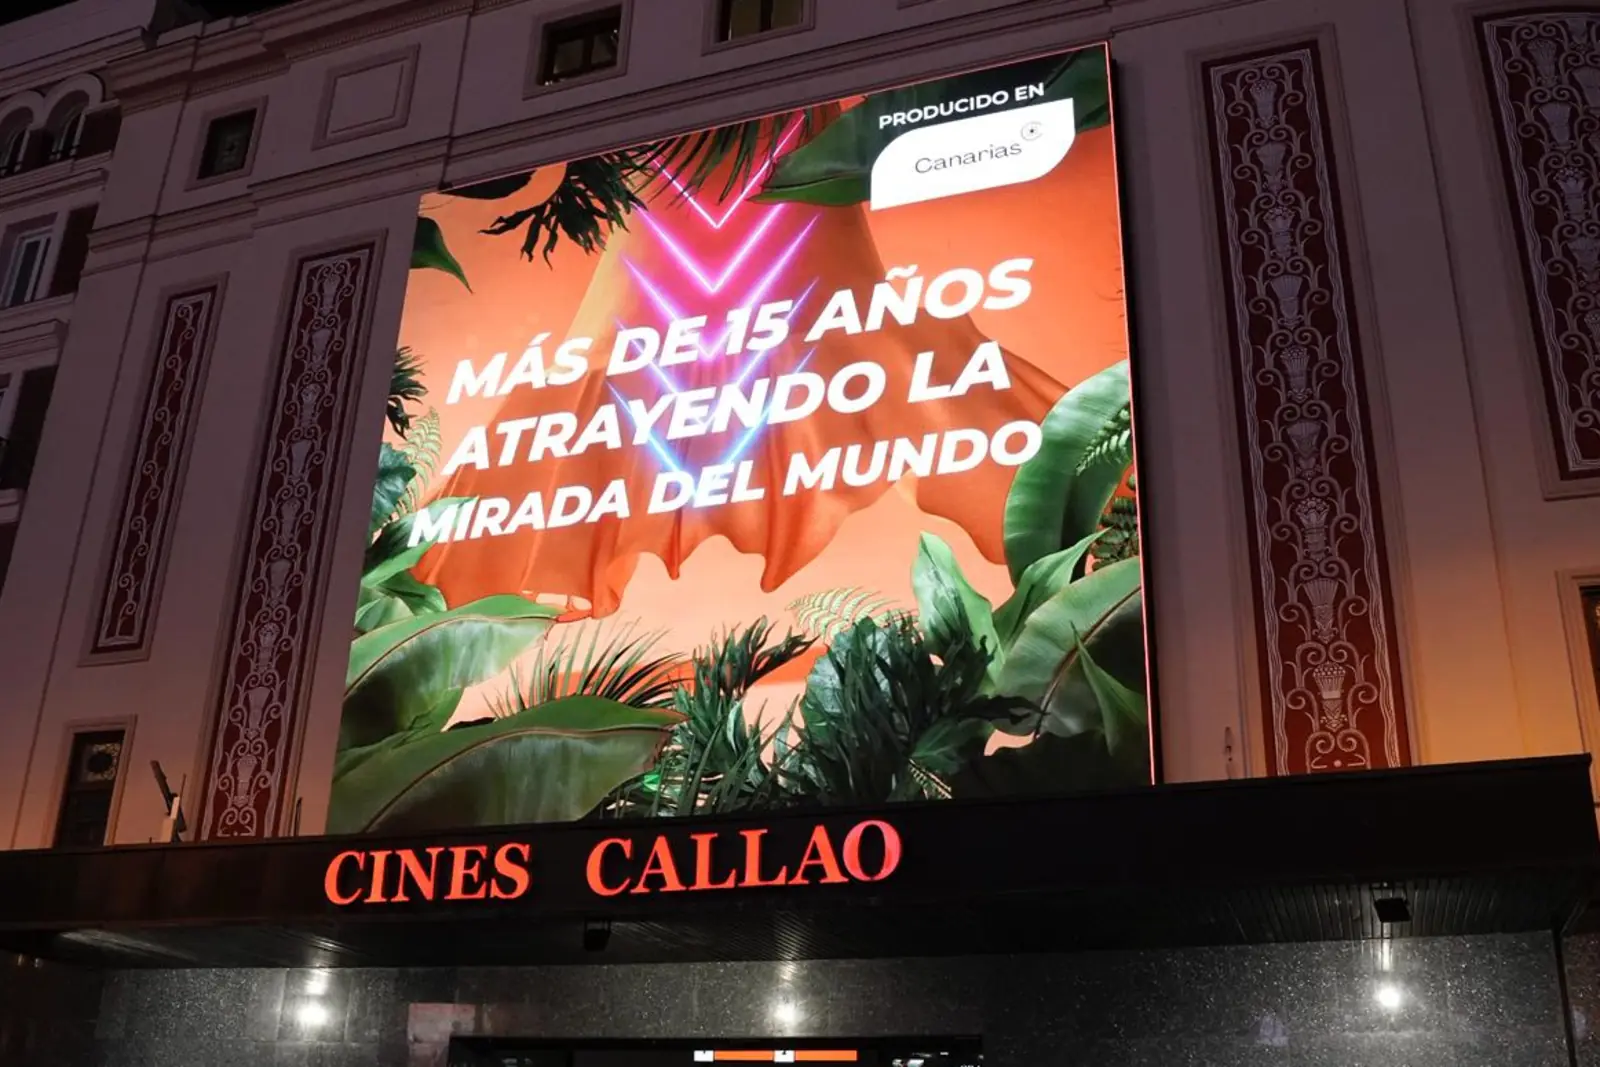 PRODUCIDO EN
Canarias
MÁS DE 15 AÑOS
ATRAYENDO LA
MIRADA DEL MUNDO
CINES CALLAO